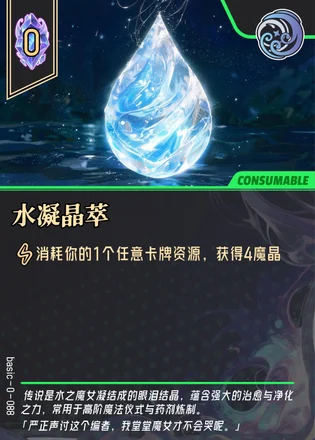 0
CONSUMABLE
水凝晶萃
消耗你的1个任意卡牌资源，获得4魔晶
basic-0-088
传说是水之魔女凝结成的眼泪结晶，蕴含强大的治愈与净化
之力，常用于高阶魔法仪式与药剂炼制。
「严正声讨这个编者，我堂堂魔女才不会哭呢。」